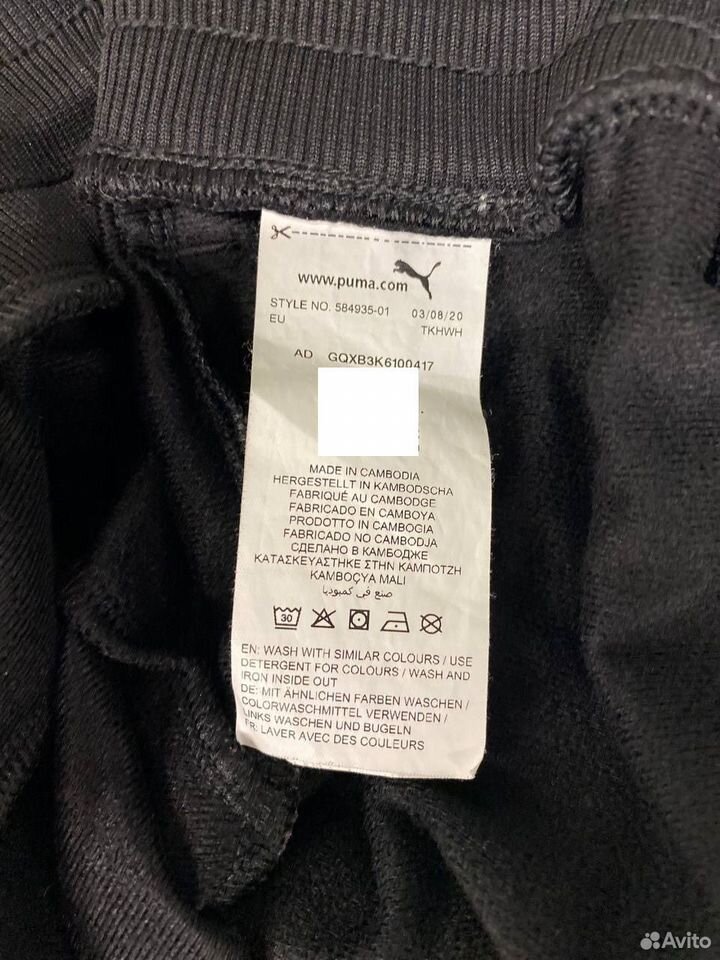 www.puma.com
STYLE NO. 584935-01 03/08/20
EU TKHWH
AD GQXB3K6100417
MADE IN CAMBODIA
HERGESTELLT IN KAMBODSCHA
FABRIQUÉ AU CAMBODGE
FABRICADO EN CAMBOYA
PRODOTTO IN CAMBOGIA
FABRICADO NO CAMBODJA
СДЕЛАНО В КАМБОДЖЕ
ΚΑΤΑΣΚΕΥΑΣΤΗΚΕ ΣΤΗΝ ΚΑΜΠΟΤΖΗ
KAMBOÇYA MALI
صنع في كمبوديا
30
EN: WASH WITH SIMILAR COLOURS / USE
DETERGENT FOR COLOURS / WASH AND
IRON INSIDE OUT
DE: MIT ÄHNLICHEN FARBEN WASCHEN /
COLORWASCHMITTEL VERWENDEN /
LINKS WASCHEN UND BUGELN
FR: LAVER AVEC DES COULEURS
Avito